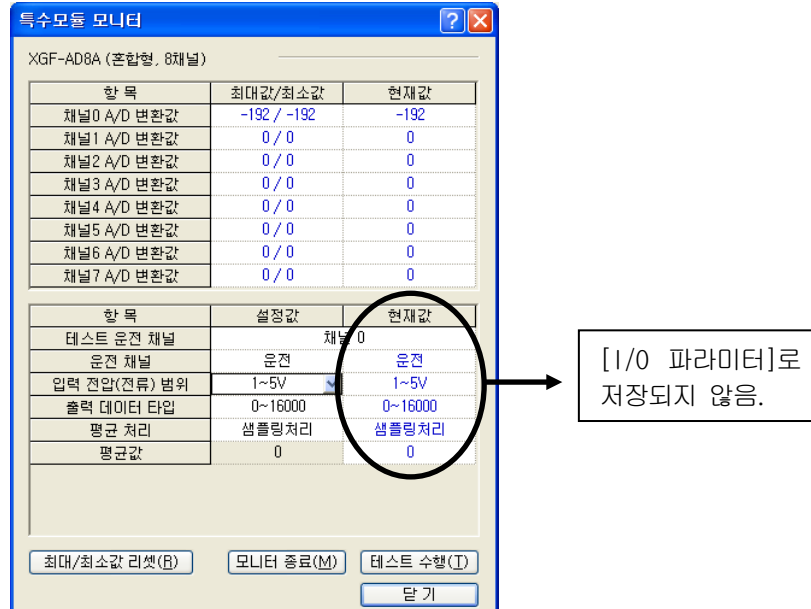 특수모듈 모니터
XGF-AD8A (혼합형, 8채널)
항 목 최대값/최소값 현재값
채널0 A/D 변환값 -192 / -192 -192
채널1 A/D 변환값 0 / 0 0
채널2 A/D 변환값 0 / 0 0
채널3 A/D 변환값 0 / 0 0
채널4 A/D 변환값 0 / 0 0
채널5 A/D 변환값 0 / 0 0
채널6 A/D 변환값 0 / 0 0
채널7 A/D 변환값 0 / 0 0
항 목 설정값 현재값
테스트 운전 채널 채널 0
운전 채널 운전 운전
입력 전압(전류) 범위 1~5V 1~5V
출력 데이터 타입 0~16000 0~16000
평균 처리 샘플링처리 샘플링처리
평균값 0 0
[I/O 파라미터]로
저장되지 않음.
최대/최소값 리셋(R) 모니터 종료(M) 테스트 수행(T)
닫 기